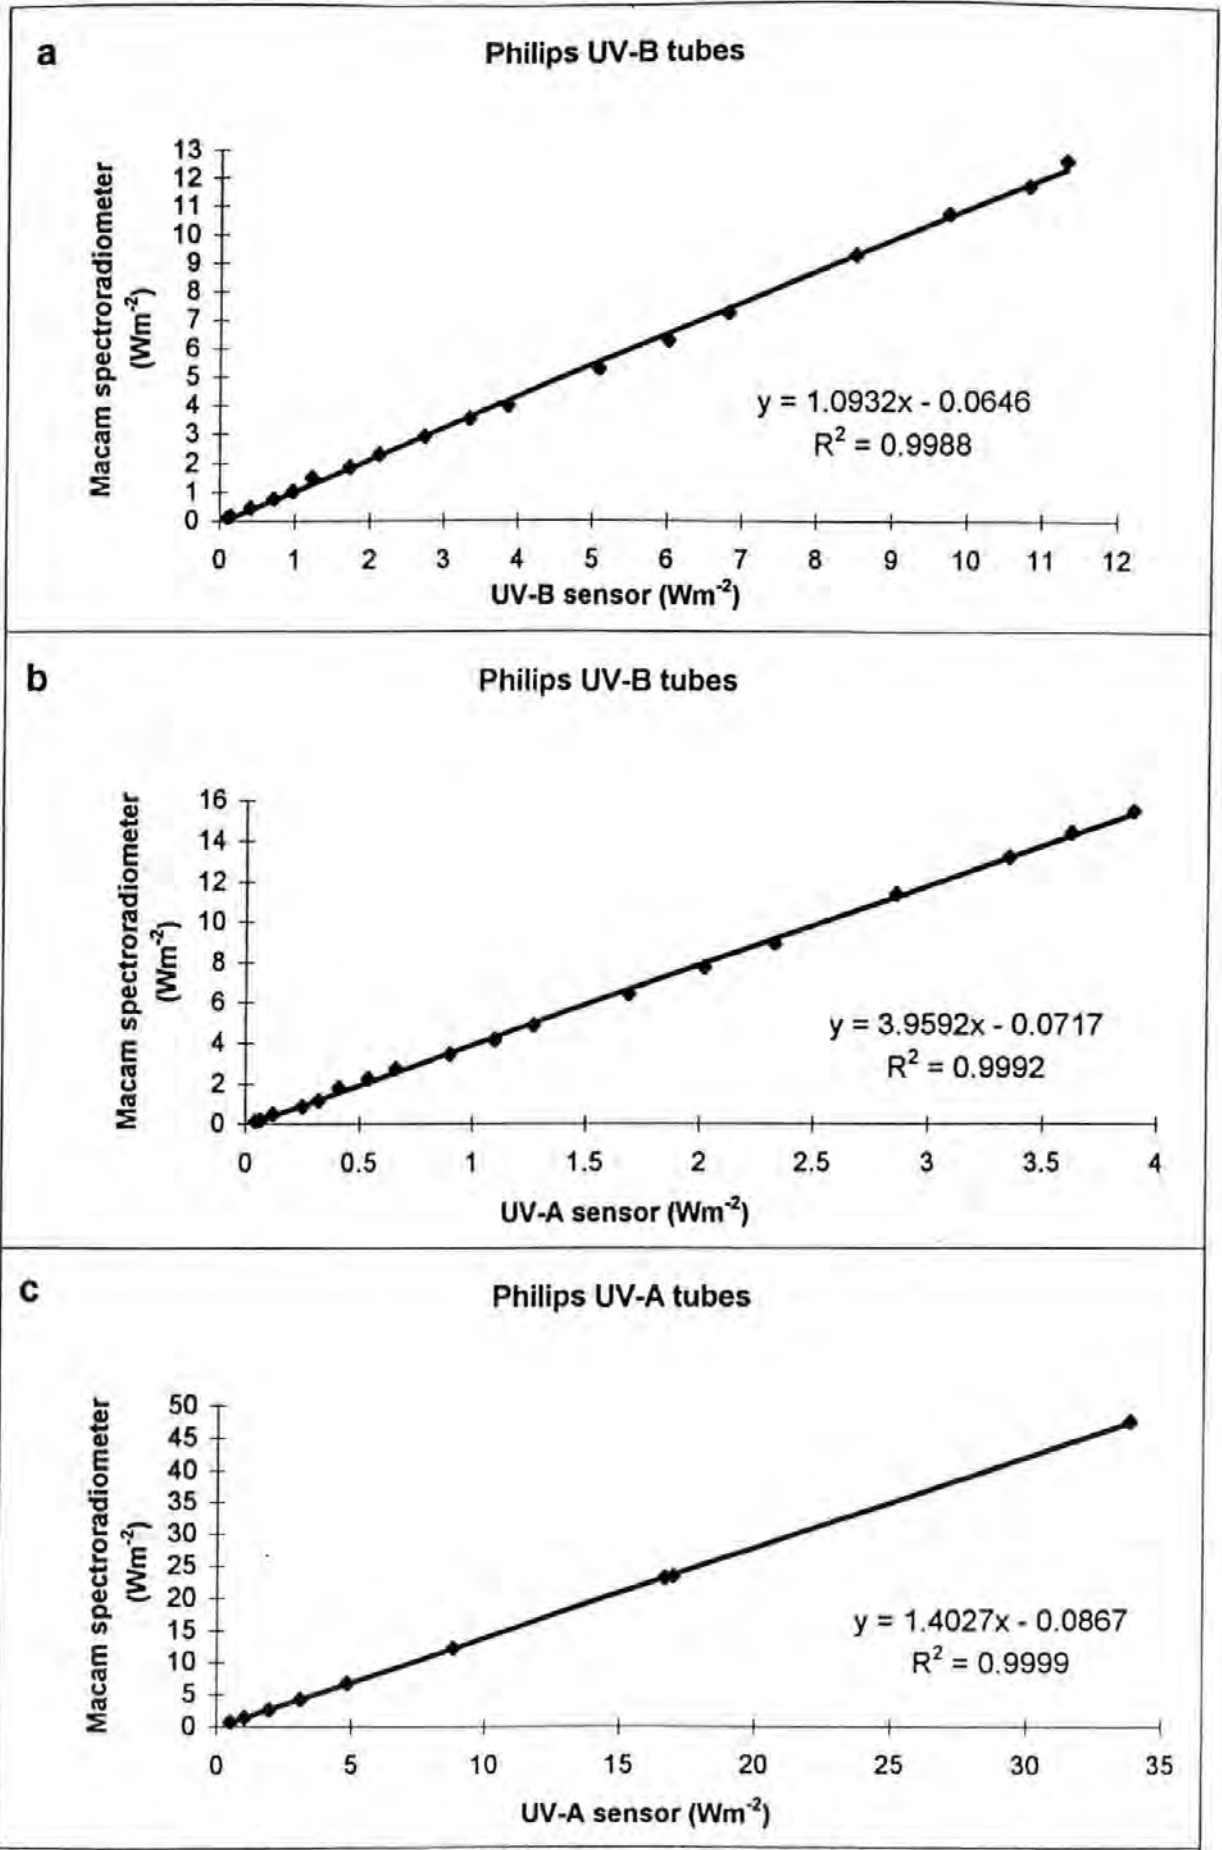 a
Philips UV-B tubes
Macam spectroradiometer
(Wm⁻²)
13
12
11
10
9
8
7
6
5
4
3
2
1
0
y = 1.0932x - 0.0646
R² = 0.9988
0 1 2 3 4 5 6 7 8 9 10 11 12
UV-B sensor (Wm⁻²)
b
Philips UV-B tubes
Macam spectroradiometer
(Wm⁻²)
16
14
12
10
8
6
4
2
0
y = 3.9592x - 0.0717
R² = 0.9992
0 0.5 1 1.5 2 2.5 3 3.5 4
UV-A sensor (Wm⁻²)
c
Philips UV-A tubes
Macam spectroradiometer
(Wm⁻²)
50
45
40
35
30
25
20
15
10
5
0
y = 1.4027x - 0.0867
R² = 0.9999
0 5 10 15 20 25 30 35
UV-A sensor (Wm⁻²)